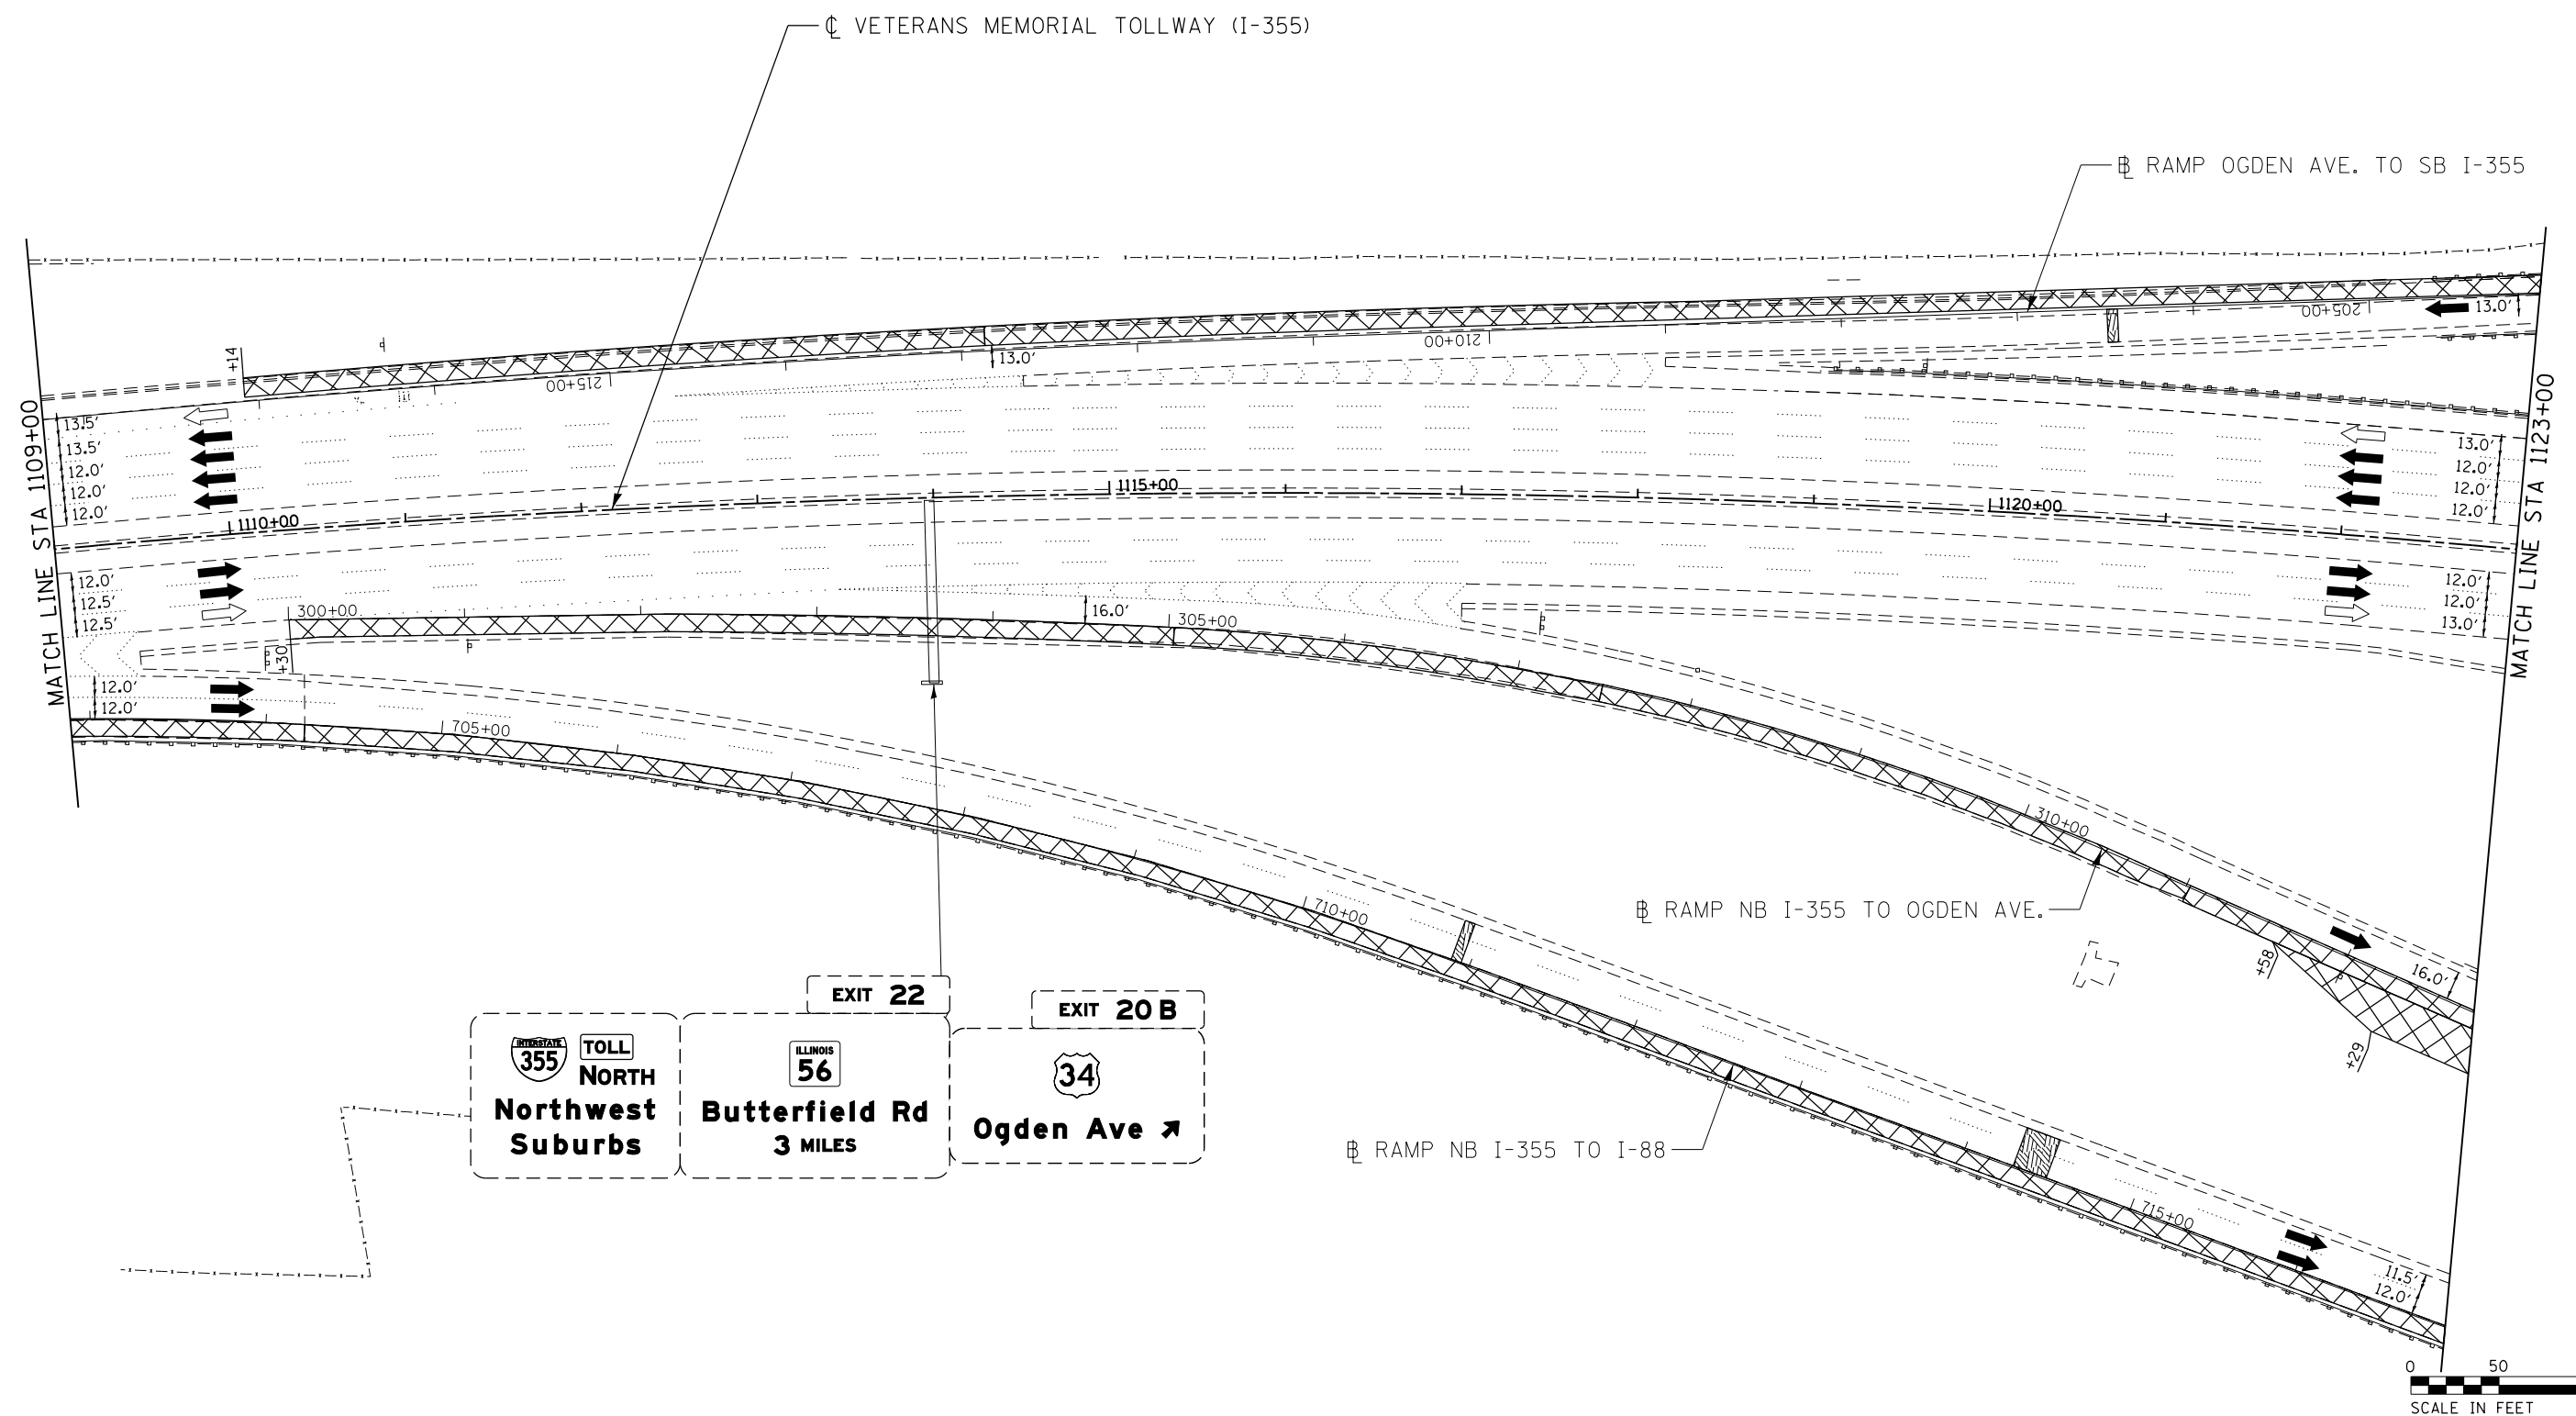 ℄ VETERANS MEMORIAL TOLLWAY (I-355)
℄ RAMP OGDEN AVE. TO SB I-355
MATCH LINE STA 1109+00
MATCH LINE STA 1123+00
+14
13.0'
215+00
210+00
205+00
13.0'
13.5'
13.5'
12.0'
12.0'
12.0'
13.0'
12.0'
12.0'
12.0'
1110+00
1115+00
1120+00
12.0'
12.5'
12.5'
12.0'
12.0'
13.0'
300+00
+30
16.0'
305+00
12.0'
12.0'
705+00
310+00
710+00
RAMP NB I-355 TO OGDEN AVE.
+58
16.0'
+29
EXIT 22
EXIT 20 B
INTERSTATE
355
TOLL
NORTH
Northwest
Suburbs
ILLINOIS
56
Butterfield Rd
3 MILES
34
Ogden Ave ↗
RAMP NB I-355 TO I-88
715+00
11.5'
12.0'
0 50
SCALE IN FEET